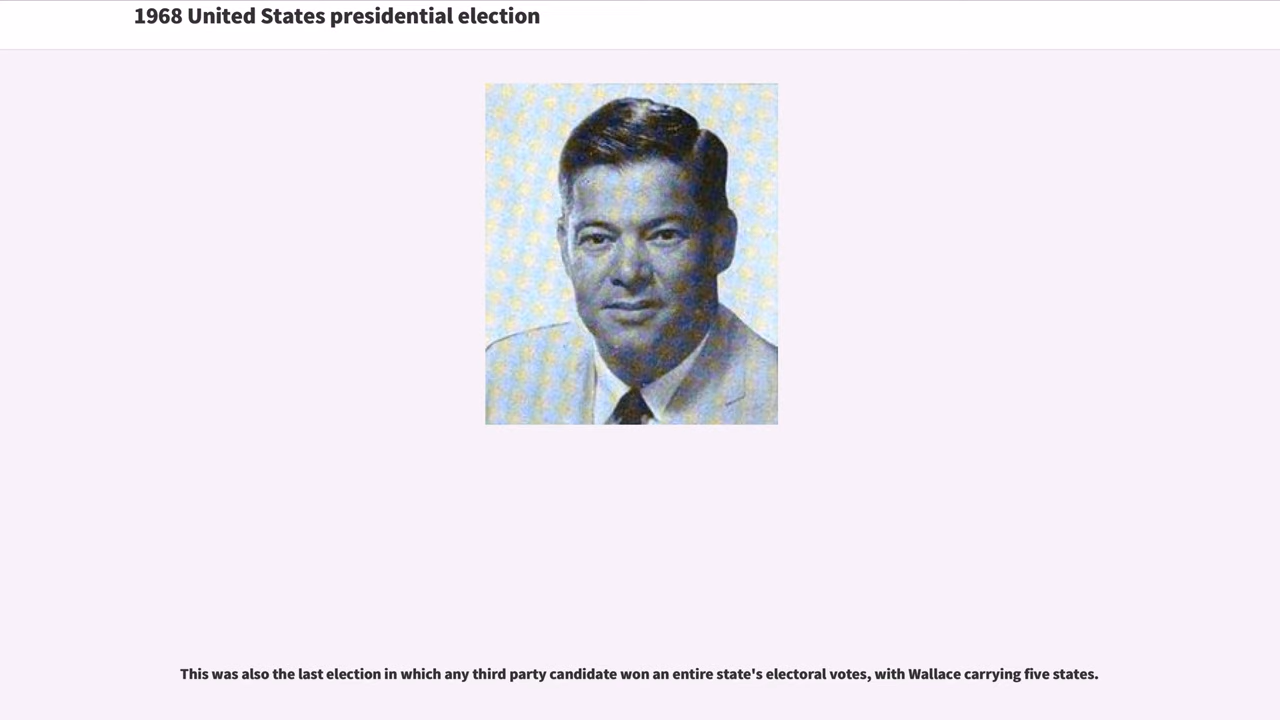 1968 United States presidential election
This was also the last election in which any third party candidate won an entire state's electoral votes, with Wallace carrying five states.